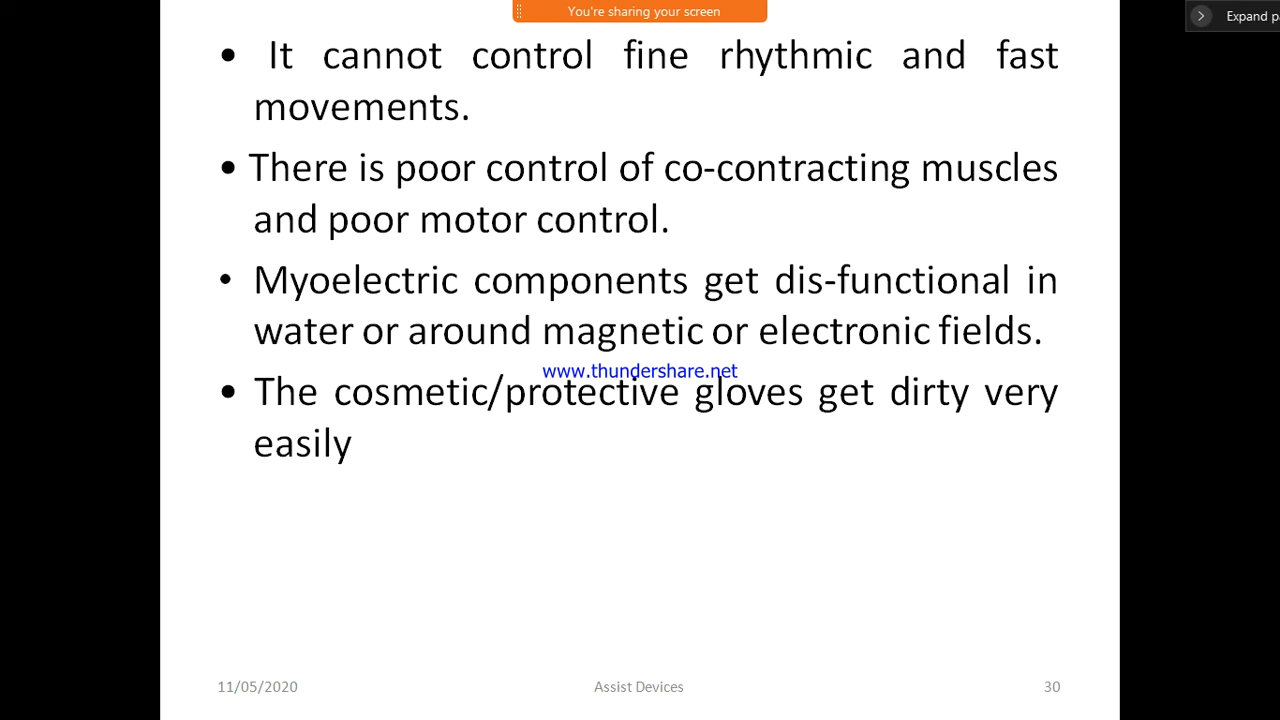 You're sharing your screen
Expand p
• It cannot control fine rhythmic and fast
movements.
• There is poor control of co-contracting muscles
and poor motor control.
• Myoelectric components get dis-functional in
water or around magnetic or electronic fields.
www.thundershare.net
• The cosmetic/protective gloves get dirty very
easily
11/05/2020
Assist Devices
30